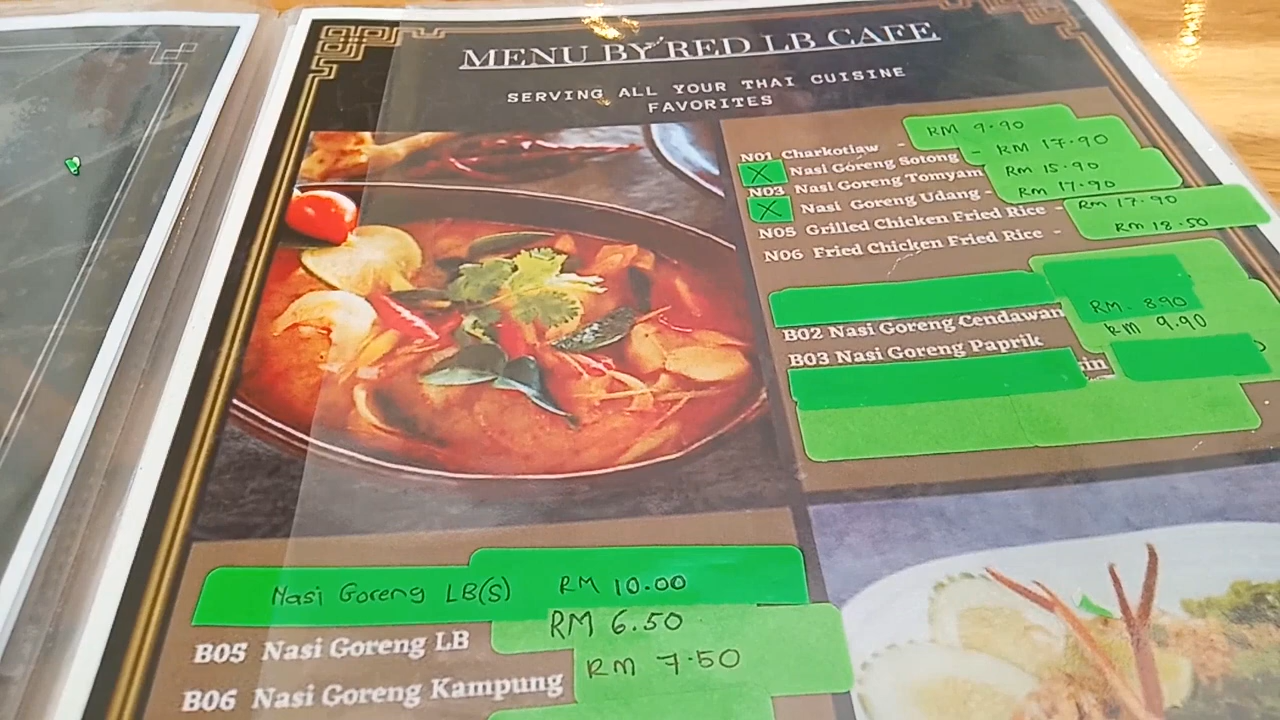 MENU BY RED LB CAFE
SERVING ALL YOUR THAI CUISINE
FAVORITES
N01 Charkotiaw - RM 9.90
X Nasi Goreng Sotong - RM 17.90
N03 Nasi Goreng Tomyam RM 15.90
X Nasi Goreng Udang - RM 17.90
N05 Grilled Chicken Fried Rice - RM 17.90
N06 Fried Chicken Fried Rice - RM 18.50
B02 Nasi Goreng Cendawan RM. 8.90
B03 Nasi Goreng Paprik RM 9.90
Nasi Goreng LB(S) RM 10.00
B05 Nasi Goreng LB RM 6.50
B06 Nasi Goreng Kampung RM 7.50